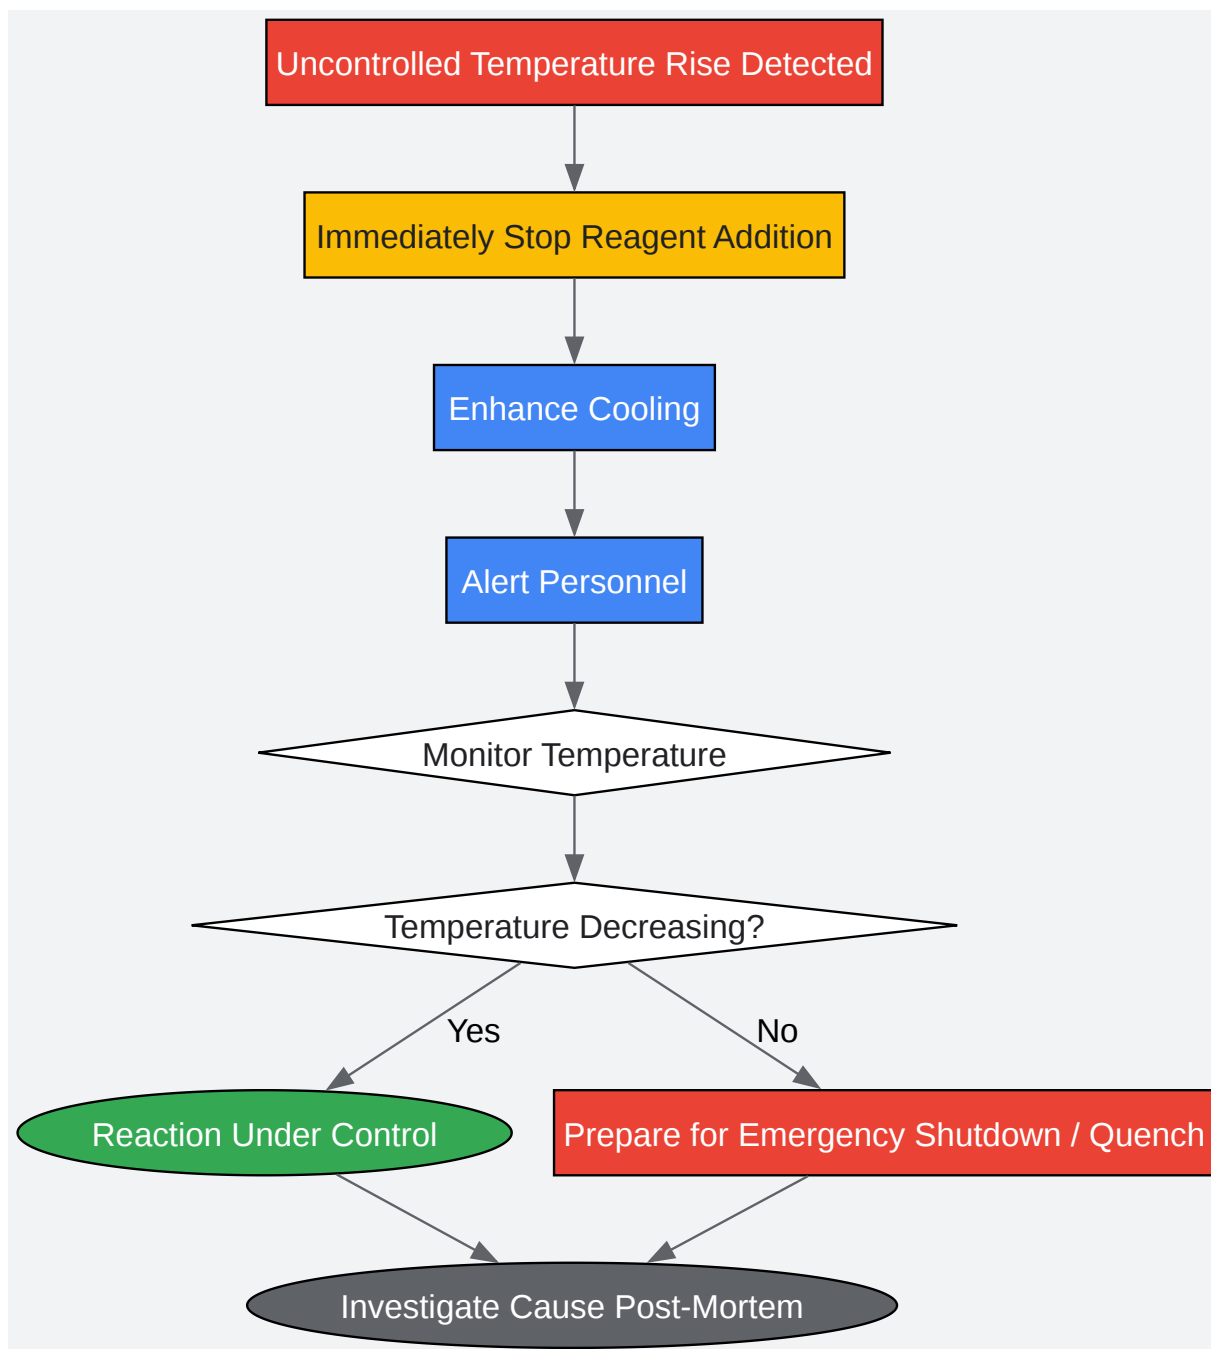 Uncontrolled Temperature Rise Detected
Immediately Stop Reagent Addition
Enhance Cooling
Alert Personnel
Monitor Temperature
Temperature Decreasing?
Yes
No
Reaction Under Control
Prepare for Emergency Shutdown / Quench
Investigate Cause Post-Mortem